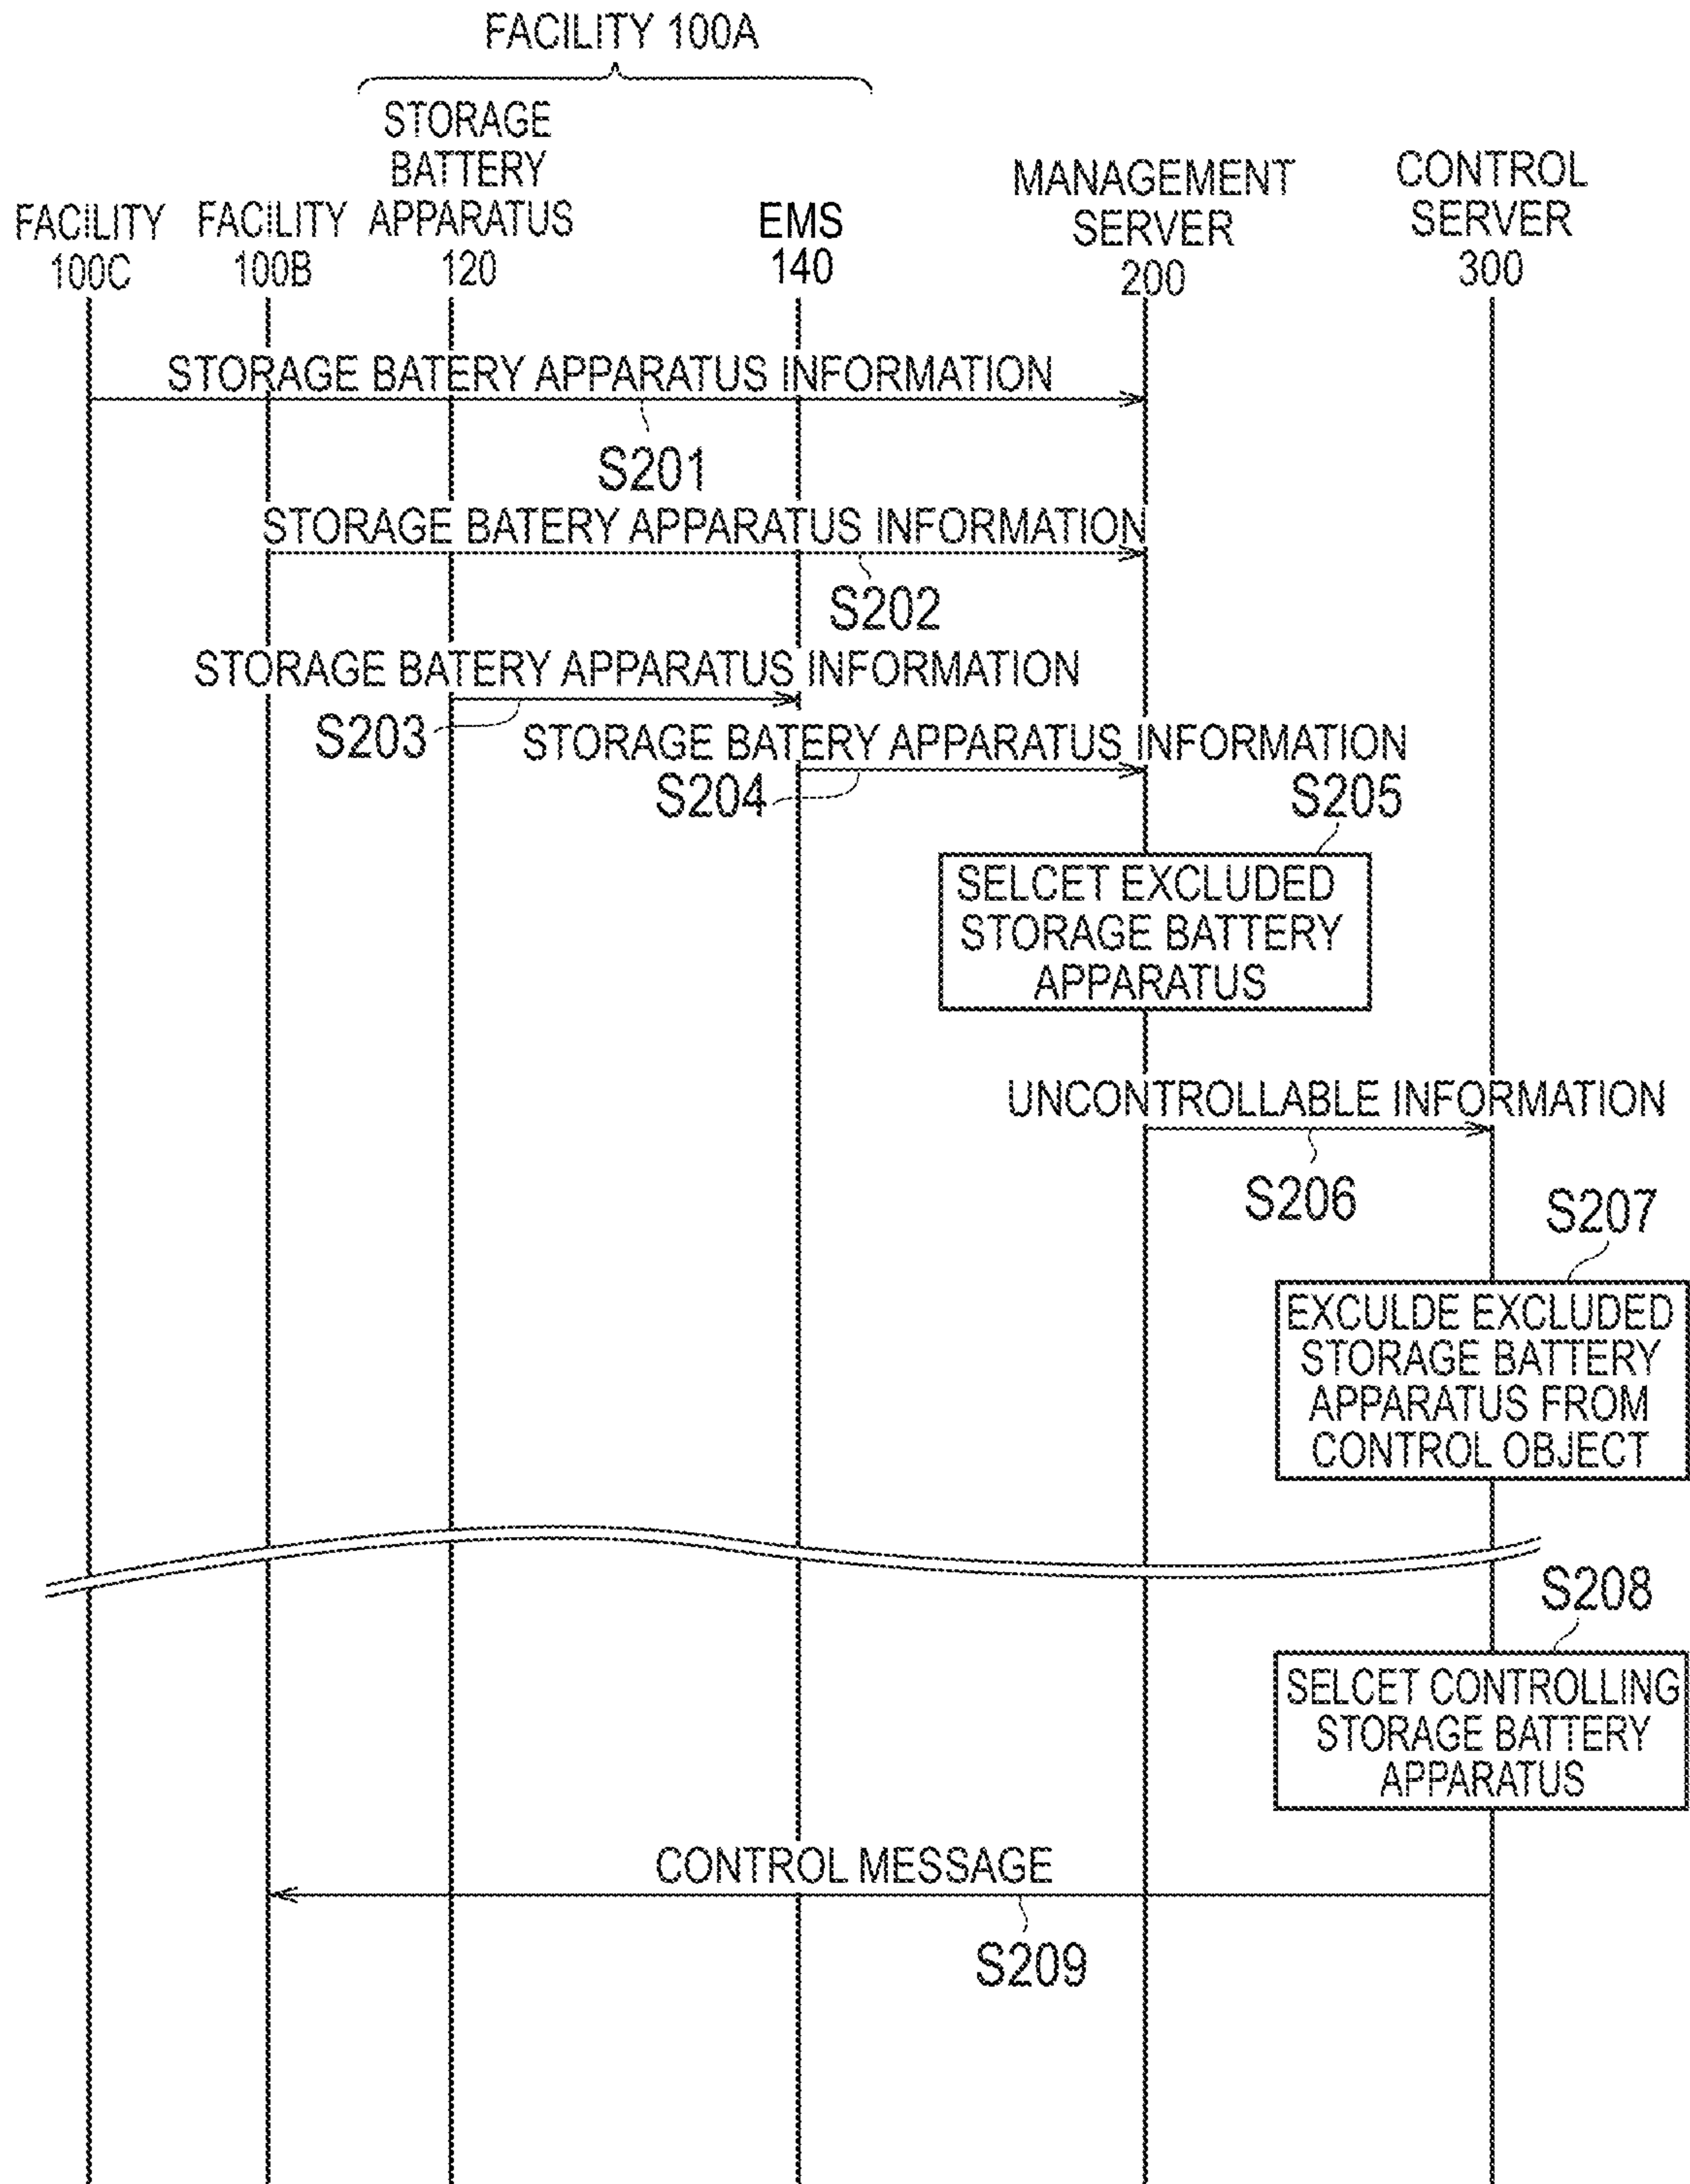 FACILITY 100A
STORAGE
BATTERY
APPARATUS
120
FACILITY
100C
FACILITY
100B
EMS
140
MANAGEMENT
SERVER
200
CONTROL
SERVER
300
STORAGE BATERY APPARATUS INFORMATION
S201
STORAGE BATERY APPARATUS INFORMATION
S202
STORAGE BATERY APPARATUS INFORMATION
S203
STORAGE BATERY APPARATUS INFORMATION
S204
S205
SELCET EXCLUDED
STORAGE BATTERY
APPARATUS
UNCONTROLLABLE INFORMATION
S206
S207
EXCULDE EXCLUDED
STORAGE BATTERY
APPARATUS FROM
CONTROL OBJECT
S208
SELCET CONTROLLING
STORAGE BATTERY
APPARATUS
CONTROL MESSAGE
S209